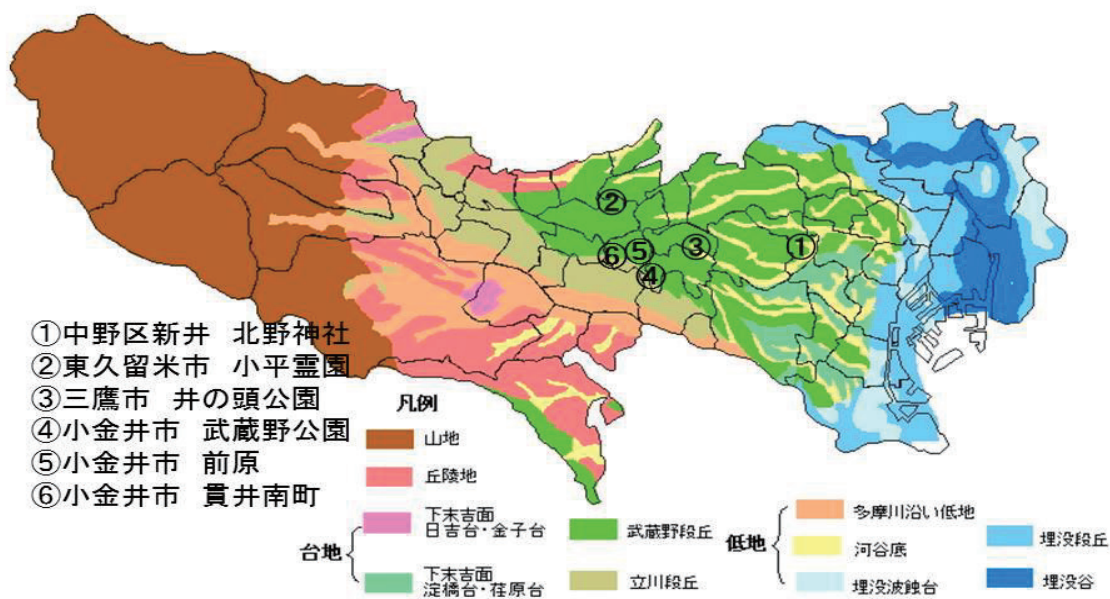 ②
⑥
⑤
③
①
④
①中野区新井 北野神社
②東久留米市 小平霊園
③三鷹市 井の頭公園
④小金井市 武蔵野公園
⑤小金井市 前原
⑥小金井市 貫井南町
凡例
山地
丘陵地
台地
下末吉面
日吉台・金子台
下末吉面
淀橋台・荏原台
武蔵野段丘
立川段丘
低地
多摩川沿い低地
河谷底
埋没波蝕台
埋没段丘
埋没谷